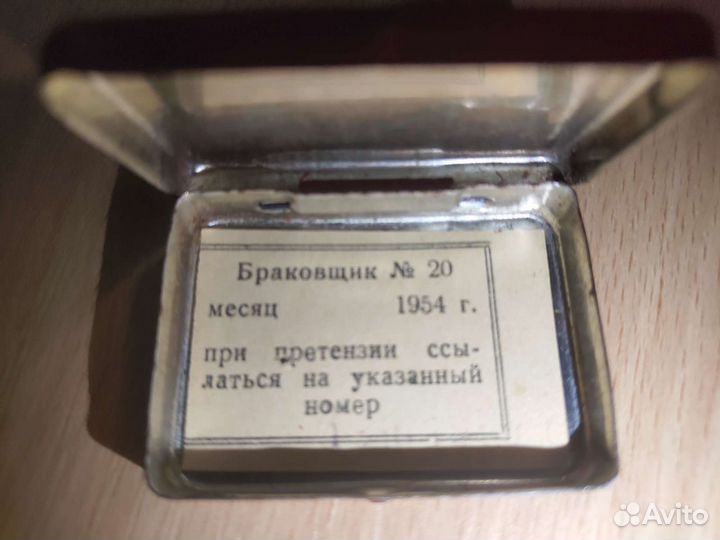 Браковщик № 20
месяц 1954 г.
при претензии ссы-
латься на указанный
номер
Avito